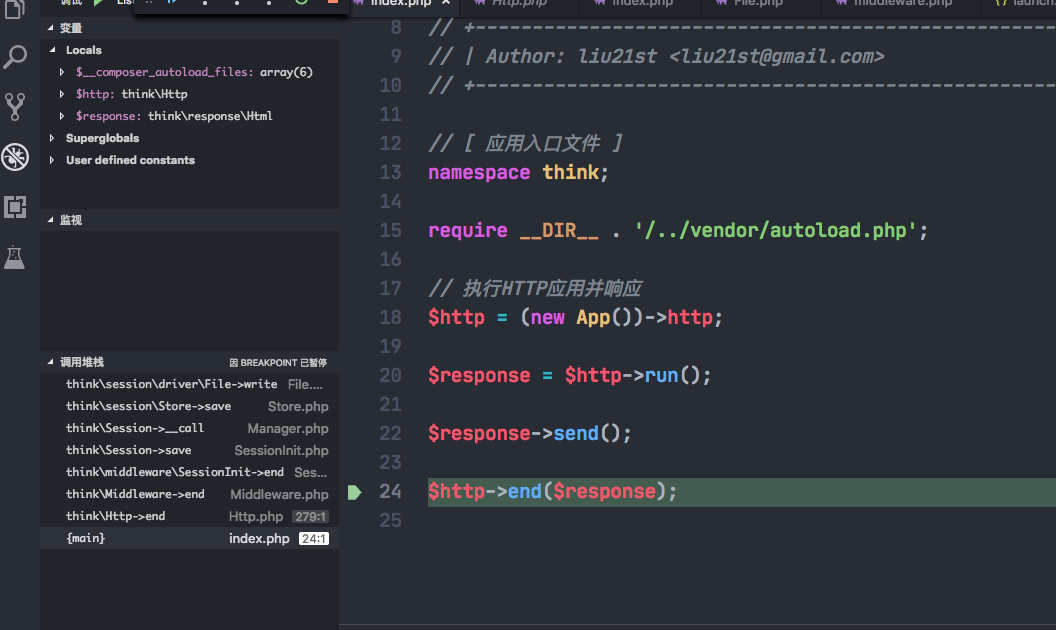 调试
index.php ×
Http.php
index.php
File.php
middleware.php
launch.
变量
Locals
$__composer_autoload_files: array(6)
$http: think\Http
$response: think\response\Html
Superglobals
User defined constants
监视
调用堆栈 因 BREAKPOINT 已暂停
think\session\driver\File->write File....
think\session\Store->save Store.php
think\Session->__call Manager.php
think\Session->save SessionInit.php
think\middleware\SessionInit->end Ses...
think\Middleware->end Middleware.php
think\Http->end Http.php 279:1
{main} index.php 24:1
8 // +----------------------------------------------------
9 // | Author: liu21st <liu21st@gmail.com>
10 // +----------------------------------------------------
11
12 // [ 应用入口文件 ]
13 namespace think;
14
15 require __DIR__ . '/../vendor/autoload.php';
16
17 // 执行HTTP应用并响应
18 $http = (new App())->http;
19
20 $response = $http->run();
21
22 $response->send();
23
24 $http->end($response);
25